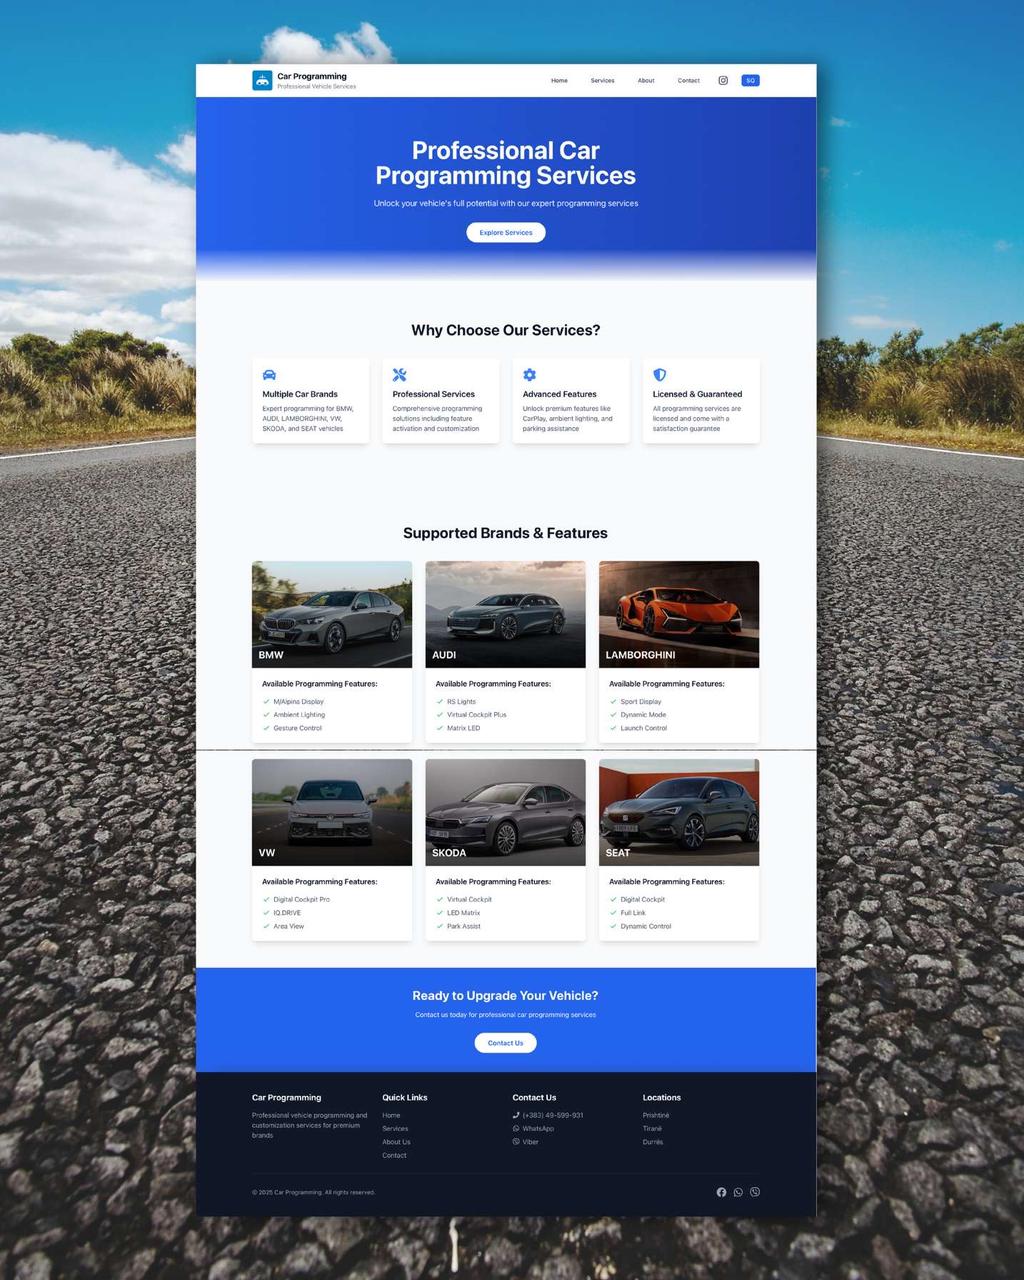 Car Programming
Professional Vehicle Services
Home Services About Contact SQ
Professional Car
Programming Services
Unlock your vehicle's full potential with our expert programming services
Explore Services
Why Choose Our Services?
Multiple Car Brands
Expert programming for BMW,
AUDI, LAMBORGHINI, VW,
SKODA, and SEAT vehicles
Professional Services
Comprehensive programming
solutions including feature
activation and customization
Advanced Features
Unlock premium features like
CarPlay, ambient lighting, and
parking assistance
Licensed & Guaranteed
All programming services are
licensed and come with a
satisfaction guarantee
Supported Brands & Features
BMW
Available Programming Features:
M/Alpina Display
Ambient Lighting
Gesture Control
AUDI
Available Programming Features:
RS Lights
Virtual Cockpit Plus
Matrix LED
LAMBORGHINI
Available Programming Features:
Sport Display
Dynamic Mode
Launch Control
VW
Available Programming Features:
Digital Cockpit Pro
IQ.DRIVE
Area View
SKODA
Available Programming Features:
Virtual Cockpit
LED Matrix
Park Assist
SEAT
Available Programming Features:
Digital Cockpit
Full Link
Dynamic Control
Ready to Upgrade Your Vehicle?
Contact us today for professional car programming services
Contact Us
Car Programming
Professional vehicle programming and
customization services for premium
brands
Quick Links
Home
Services
About Us
Contact
Contact Us
(+383) 49-599-931
WhatsApp
Viber
Locations
Prishtinë
Tiranë
Durrës
© 2025 Car Programming. All rights reserved.